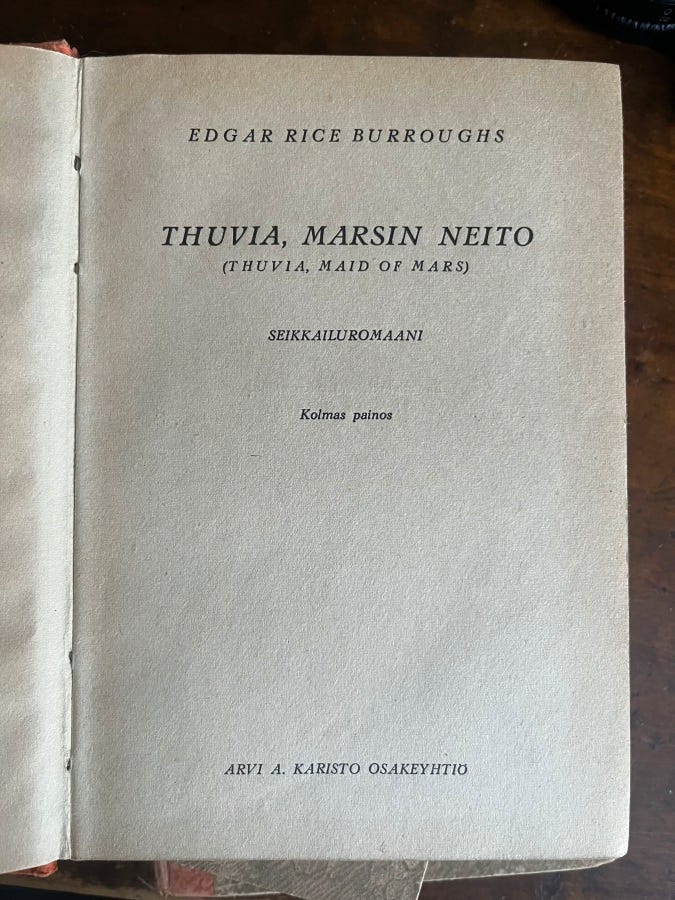 EDGAR RICE BURROUGHS
THUVIA, MARSIN NEITO
(THUVIA, MAID OF MARS)
SEIKKAILUROMAANI
Kolmas painos
ARVI A. KARISTO OSAKEYHTIÖ